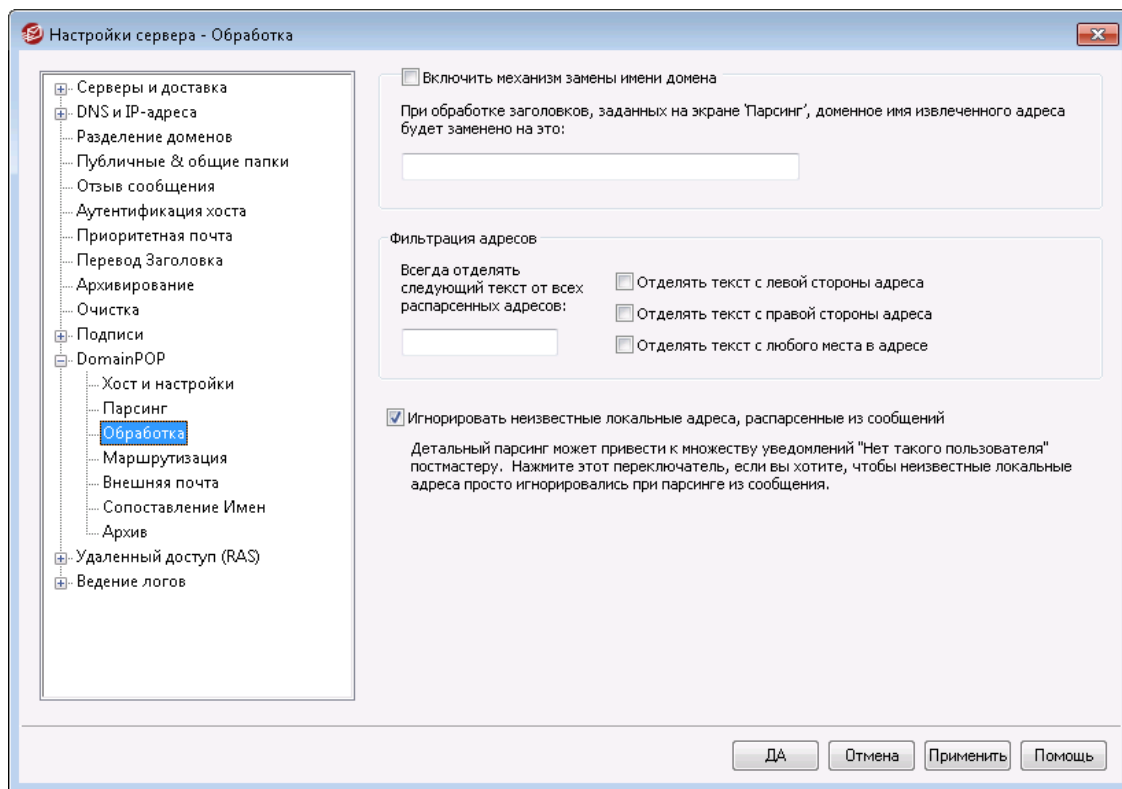 Настройки сервера - Обработка
Серверы и доставка
DNS и IP-адреса
Разделение доменов
Публичные & общие папки
Отзыв сообщения
Аутентификация хоста
Приоритетная почта
Перевод Заголовка
Архивирование
Очистка
Подписи
DomainPOP
Хост и настройки
Парсинг
Обработка
Маршрутизация
Внешняя почта
Сопоставление Имен
Архив
Удаленный доступ (RAS)
Ведение логов
Включить механизм замены имени домена
При обработке заголовков, заданных на экране 'Парсинг', доменное имя извлеченного адреса
будет заменено на это:
Фильтрация адресов
Всегда отделять
следующий текст от всех
распарсенных адресов:
Отделять текст с левой стороны адреса
Отделять текст с правой стороны адреса
Отделять текст с любого места в адресе
Игнорировать неизвестные локальные адреса, распарсенные из сообщений
Детальный парсинг может привести к множеству уведомлений "Нет такого пользователя"
постмастеру. Нажмите этот переключатель, если вы хотите, чтобы неизвестные локальные
адреса просто игнорировались при парсинге из сообщения.
ДА
Отмена
Применить
Помощь